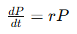 dP/dt = rP